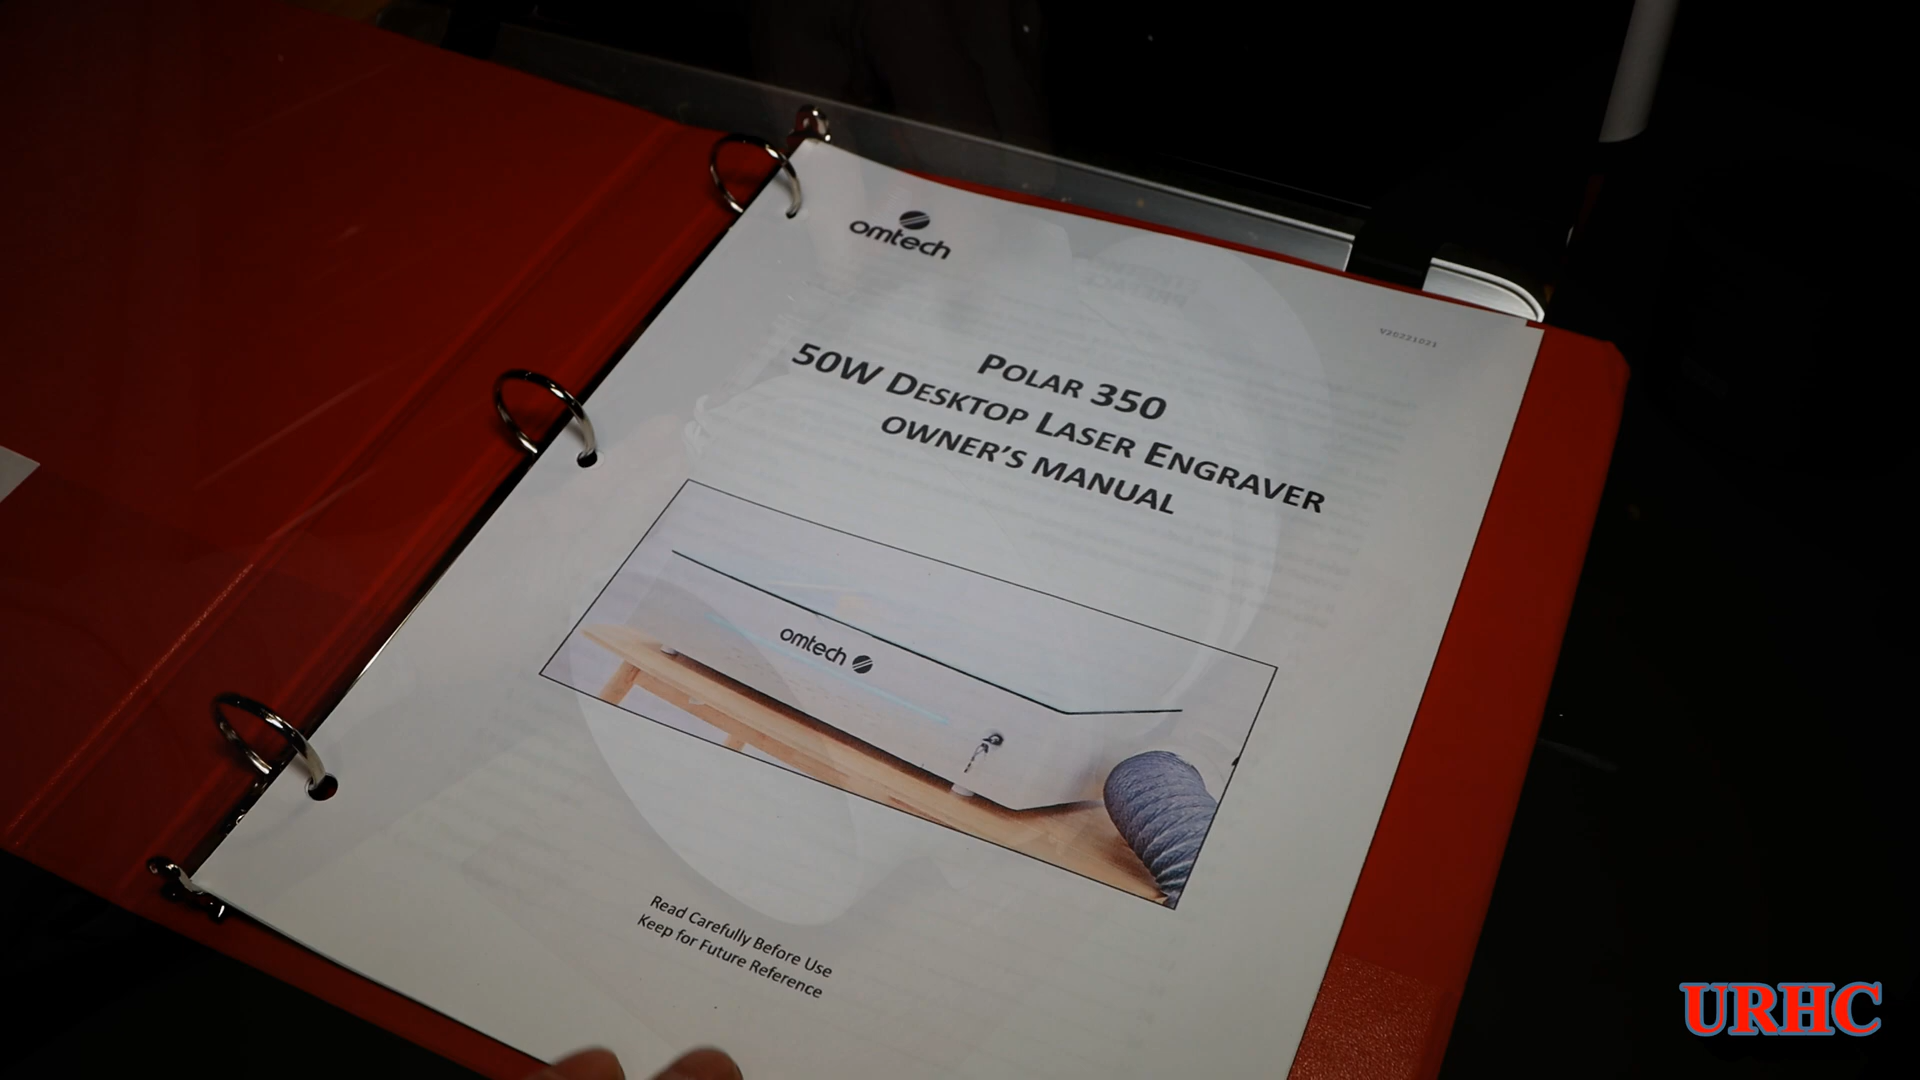 omtech
V20221021
POLAR 350
50W DESKTOP LASER ENGRAVER
OWNER'S MANUAL
omtech
Read Carefully Before Use
Keep for Future Reference
URHC